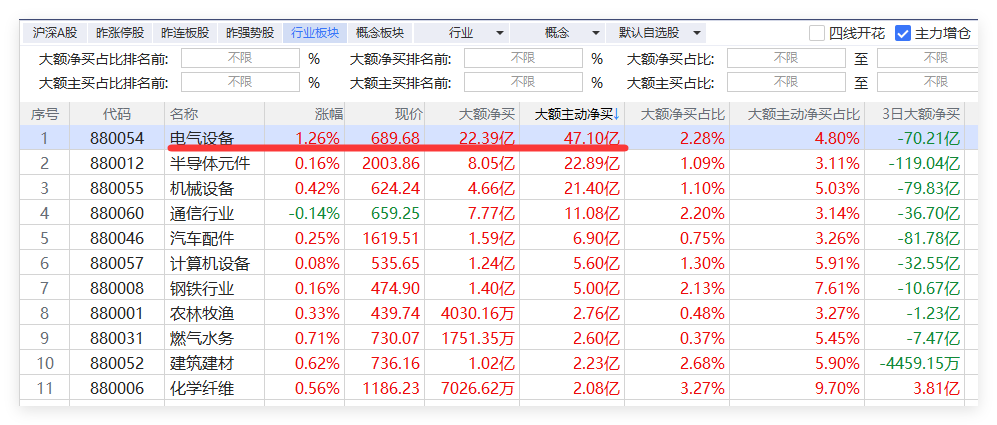 沪深A股 昨涨停股 昨连板股 昨强势股 行业板块 概念板块 行业 概念 默认自选股 四线开花 主力增仓
大额净买占比排名前: 不限 % 大额净买排名前: 不限 % 大额净买占比: 不限 至 不限
大额主买占比排名前: 不限 % 大额主买排名前: 不限 % 大额主买占比: 不限 至 不限
序号 代码 名称 涨幅 现价 大额净买 大额主动净买↓ 大额净买占比 大额主动净买占比 3日大额净买
1 880054 电气设备 1.26% 689.68 22.39亿 47.10亿 2.28% 4.80% -70.21亿
2 880012 半导体元件 0.16% 2003.86 8.05亿 22.89亿 1.09% 3.11% -119.04亿
3 880055 机械设备 0.42% 624.24 4.66亿 21.40亿 1.10% 5.03% -79.83亿
4 880060 通信行业 -0.14% 659.25 7.77亿 11.08亿 2.20% 3.14% -36.70亿
5 880046 汽车配件 0.25% 1619.51 1.59亿 6.90亿 0.75% 3.26% -81.78亿
6 880057 计算机设备 0.08% 535.65 1.24亿 5.60亿 1.30% 5.91% -32.55亿
7 880008 钢铁行业 0.16% 474.90 1.40亿 5.00亿 2.13% 7.61% -10.67亿
8 880001 农林牧渔 0.33% 439.74 4030.16万 2.76亿 0.48% 3.27% -1.23亿
9 880031 燃气水务 0.71% 730.07 1751.35万 2.60亿 0.37% 5.45% -7.47亿
10 880052 建筑建材 0.62% 736.16 1.02亿 2.23亿 2.68% 5.90% -4459.15万
11 880006 化学纤维 0.56% 1186.23 7026.62万 2.08亿 3.27% 9.70% 3.81亿